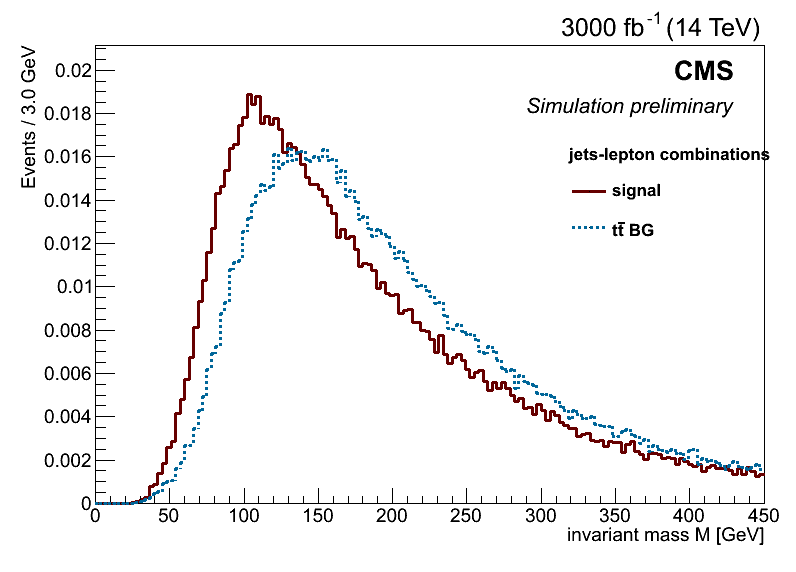 3000 fb-1 (14 TeV)
Events / 3.0 GeV
CMS
Simulation preliminary
jets-lepton combinations
signal
tt̄ BG
0.02
0.018
0.016
0.014
0.012
0.01
0.008
0.006
0.004
0.002
0
0 50 100 150 200 250 300 350 400 450
invariant mass M [GeV]